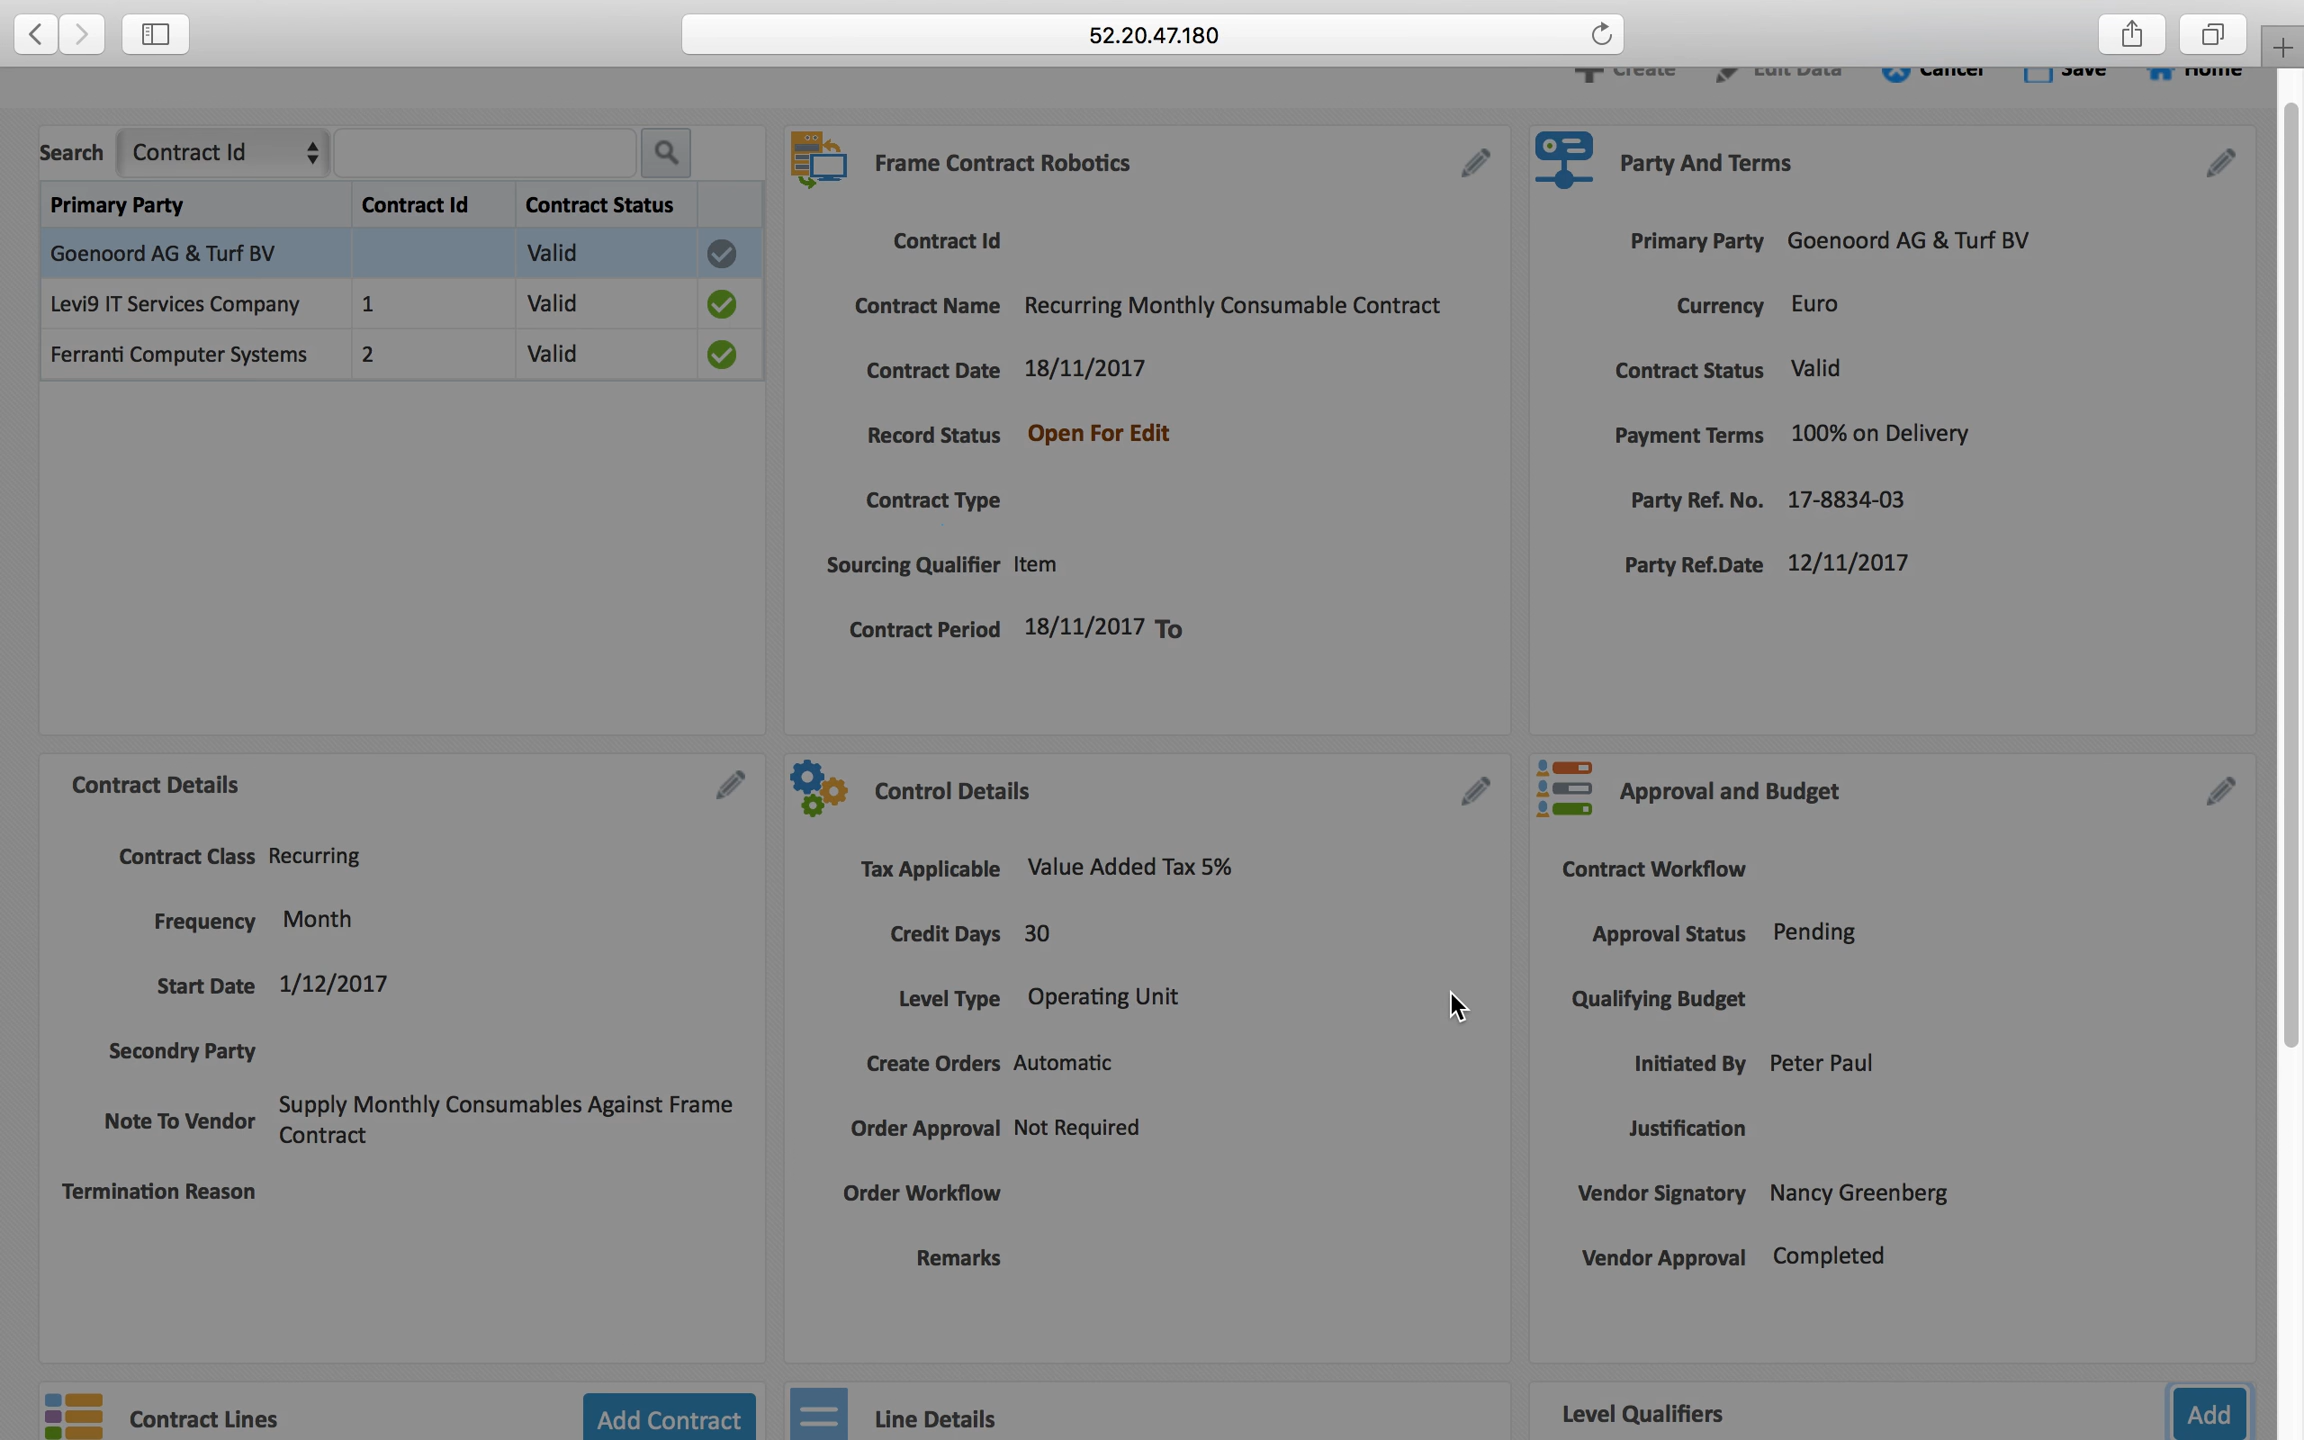 52.20.47.180
Create Edit Data Cancel Save Home
Search Contract Id
Primary Party Contract Id Contract Status
Goenoord AG & Turf BV Valid
Levi9 IT Services Company 1 Valid
Ferranti Computer Systems 2 Valid
Frame Contract Robotics
Contract Id
Contract Name Recurring Monthly Consumable Contract
Contract Date 18/11/2017
Record Status Open For Edit
Contract Type
Sourcing Qualifier Item
Contract Period 18/11/2017 To
Party And Terms
Primary Party Goenoord AG & Turf BV
Currency Euro
Contract Status Valid
Payment Terms 100% on Delivery
Party Ref. No. 17-8834-03
Party Ref.Date 12/11/2017
Contract Details
Contract Class Recurring
Frequency Month
Start Date 1/12/2017
Secondry Party
Note To Vendor Supply Monthly Consumables Against Frame
Contract
Termination Reason
Control Details
Tax Applicable Value Added Tax 5%
Credit Days 30
Level Type Operating Unit
Create Orders Automatic
Order Approval Not Required
Order Workflow
Remarks
Approval and Budget
Contract Workflow
Approval Status Pending
Qualifying Budget
Initiated By Peter Paul
Justification
Vendor Signatory Nancy Greenberg
Vendor Approval Completed
Contract Lines Add Contract
Line Details
Level Qualifiers Add